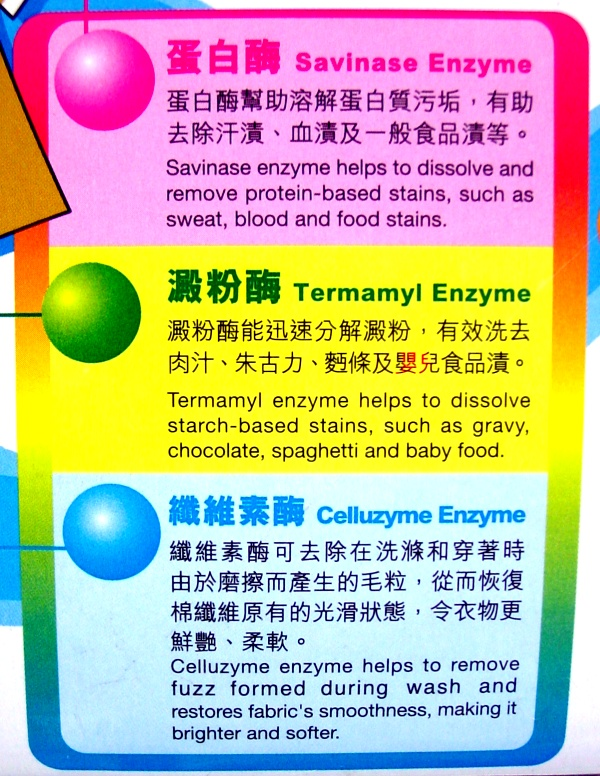 蛋白酶 Savinase Enzyme
蛋白酶幫助溶解蛋白質污垢，有助
去除汗漬、血漬及一般食品漬等。
Savinase enzyme helps to dissolve and
remove protein-based stains, such as
sweat, blood and food stains.
澱粉酶 Termamyl Enzyme
澱粉酶能迅速分解澱粉，有效洗去
肉汁、朱古力、麪條及嬰兒食品漬。
Termamyl enzyme helps to dissolve
starch-based stains, such as gravy,
chocolate, spaghetti and baby food.
纖維素酶 Celluzyme Enzyme
纖維素酶可去除在洗滌和穿著時
由於磨擦而產生的毛粒，從而恢復
棉纖維原有的光滑狀態，令衣物更
鮮艷、柔軟。
Celluzyme enzyme helps to remove
fuzz formed during wash and
restores fabric's smoothness, making it
brighter and softer.